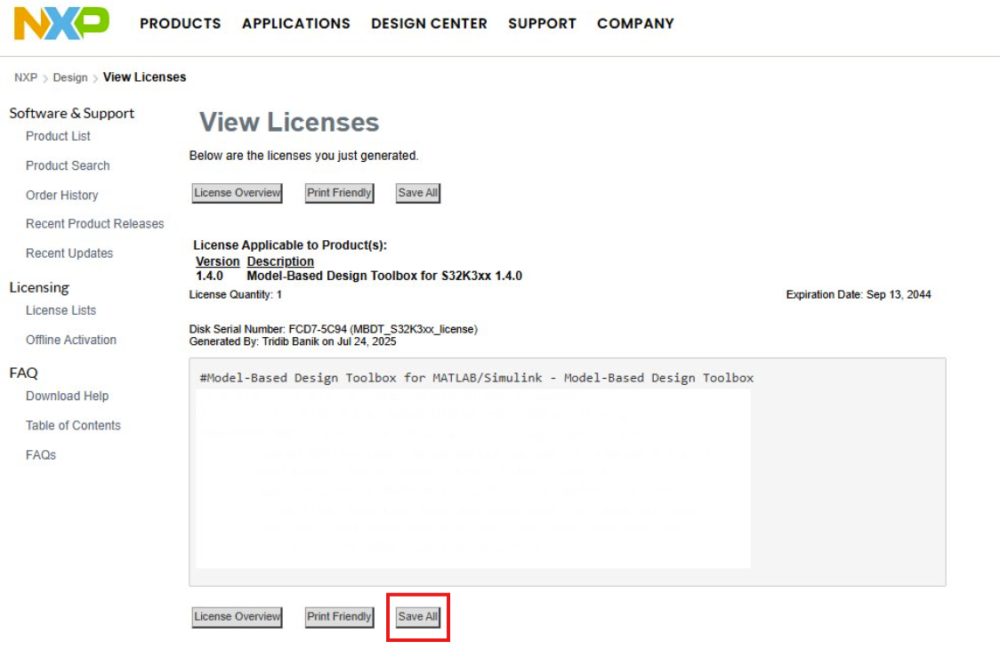 NXP
PRODUCTS APPLICATIONS DESIGN CENTER SUPPORT COMPANY
NXP > Design > View Licenses
Software & Support
Product List
Product Search
Order History
Recent Product Releases
Recent Updates
Licensing
License Lists
Offline Activation
FAQ
Download Help
Table of Contents
FAQs
View Licenses
Below are the licenses you just generated.
License Overview Print Friendly Save All
License Applicable to Product(s):
Version Description
1.4.0 Model-Based Design Toolbox for S32K3xx 1.4.0
License Quantity: 1 Expiration Date: Sep 13, 2044
Disk Serial Number: FCD7-5C94 (MBDT_S32K3xx_license)
Generated By: Tridib Banik on Jul 24, 2025
#Model-Based Design Toolbox for MATLAB/Simulink - Model-Based Design Toolbox
License Overview Print Friendly Save All